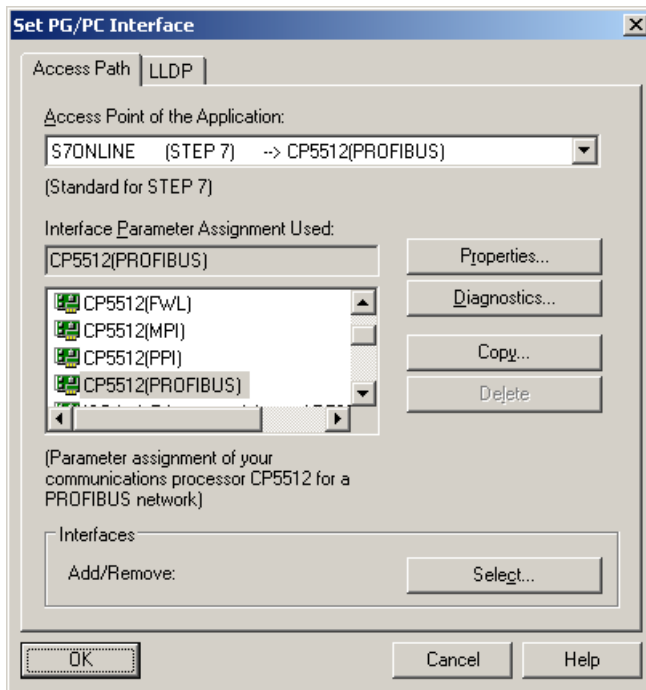 Set PG/PC Interface
Access Path
LLDP
Access Point of the Application:
S7ONLINE (STEP 7) --> CP5512(PROFIBUS)
(Standard for STEP 7)
Interface Parameter Assignment Used:
CP5512(PROFIBUS)
Properties...
CP5512(FWL)
Diagnostics...
CP5512(MPI)
CP5512(PPI)
Copy...
CP5512(PROFIBUS)
Delete
(Parameter assignment of your
communications processor CP5512 for a
PROFIBUS network)
Interfaces
Add/Remove:
Select...
OK
Cancel
Help